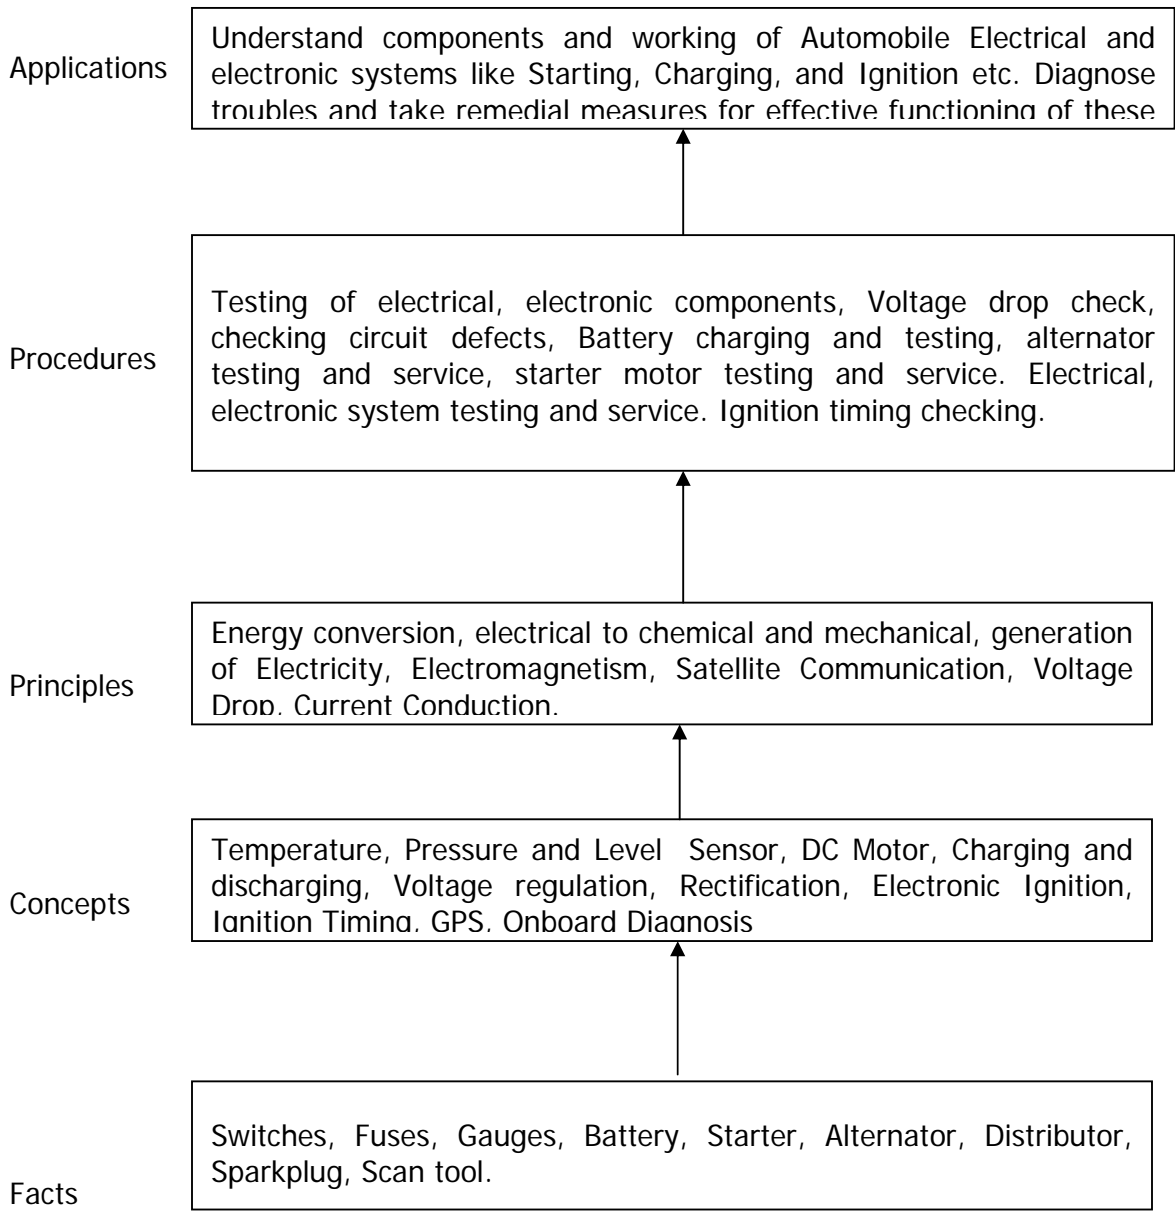 Applications
Understand components and working of Automobile Electrical and
electronic systems like Starting, Charging, and Ignition etc. Diagnose
troubles and take remedial measures for effective functioning of these
Procedures
Testing of electrical, electronic components, Voltage drop check,
checking circuit defects, Battery charging and testing, alternator
testing and service, starter motor testing and service. Electrical,
electronic system testing and service. Ignition timing checking.
Principles
Energy conversion, electrical to chemical and mechanical, generation
of Electricity, Electromagnetism, Satellite Communication, Voltage
Drop, Current Conduction.
Concepts
Temperature, Pressure and Level Sensor, DC Motor, Charging and
discharging, Voltage regulation, Rectification, Electronic Ignition,
Ignition Timing, GPS, Onboard Diagnosis
Facts
Switches, Fuses, Gauges, Battery, Starter, Alternator, Distributor,
Sparkplug, Scan tool.